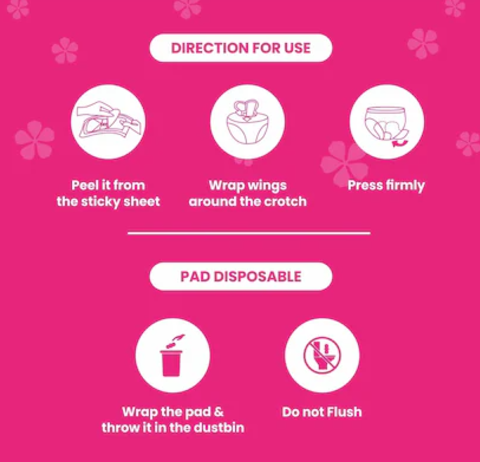 DIRECTION FOR USE
Peel it from
the sticky sheet
Wrap wings
around the crotch
Press firmly
PAD DISPOSABLE
Wrap the pad &
throw it in the dustbin
Do not Flush